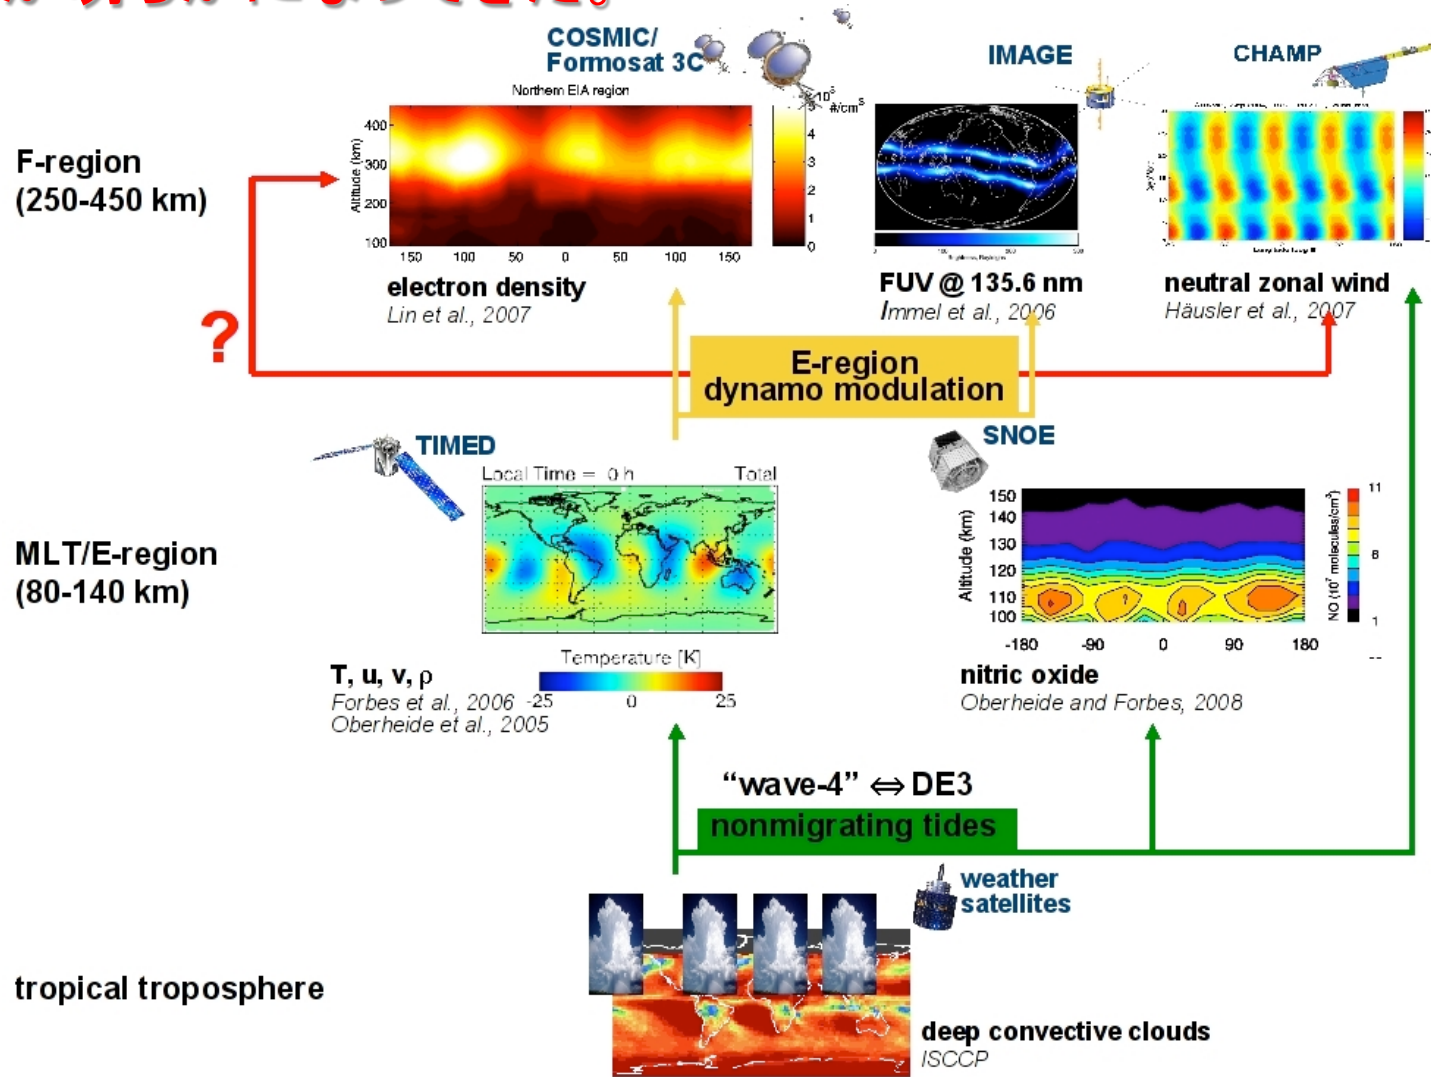 COSMIC/
Formosat 3C
IMAGE
CHAMP
Northern EIA region
#/cm³
F-region
(250-450 km)
Altitude (km)
400
300
200
100
5
4
3
2
1
0
150 100 50 0 50 100 150
electron density
Lin et al., 2007
FUV @ 135.6 nm
Immel et al., 2006
neutral zonal wind
Häusler et al., 2007
?
E-region
dynamo modulation
TIMED
SNOE
Local Time = 0 h Total
MLT/E-region
(80-140 km)
Altitude (km)
150
140
130
120
110
100
-180 -90 0 90 180
NO (10⁷ molecules/cm³)
11
6
1
Temperature [K]
-25 0 25
T, u, v, ρ
Forbes et al., 2006
Oberheide et al., 2005
nitric oxide
Oberheide and Forbes, 2008
“wave-4” ⇔ DE3
nonmigrating tides
weather
satellites
tropical troposphere
deep convective clouds
ISCCP